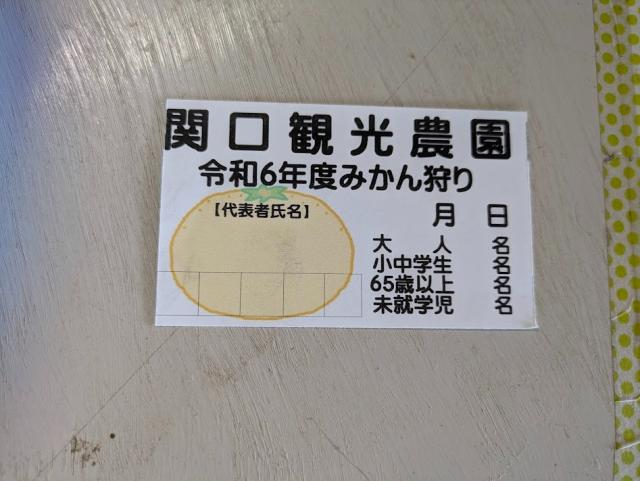 関口観光農園
令和6年度みかん狩り
【代表者氏名】
月 日
大 人 名
小中学生 名
65歳以上 名
未就学児 名